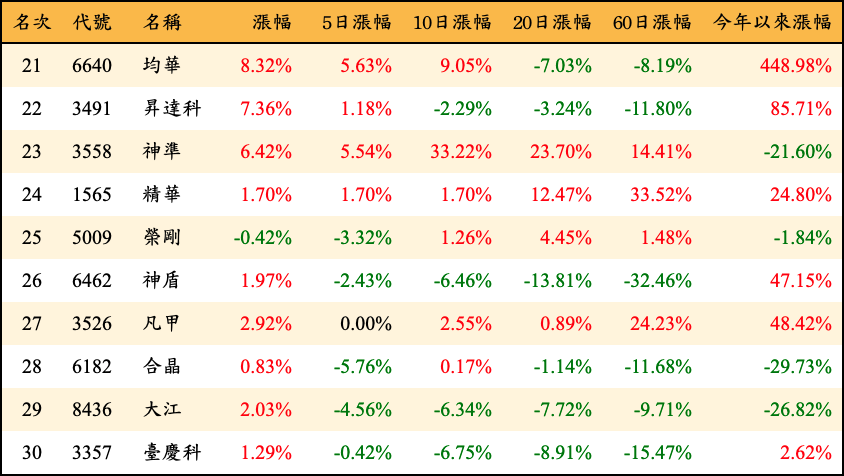 名次 代號 名稱 漲幅 5日漲幅 10日漲幅 20日漲幅 60日漲幅 今年以來漲幅
21 6640 均華 8.32% 5.63% 9.05% -7.03% -8.19% 448.98%
22 3491 昇達科 7.36% 1.18% -2.29% -3.24% -11.80% 85.71%
23 3558 神準 6.42% 5.54% 33.22% 23.70% 14.41% -21.60%
24 1565 精華 1.70% 1.70% 1.70% 12.47% 33.52% 24.80%
25 5009 榮剛 -0.42% -3.32% 1.26% 4.45% 1.48% -1.84%
26 6462 神盾 1.97% -2.43% -6.46% -13.81% -32.46% 47.15%
27 3526 凡甲 2.92% 0.00% 2.55% 0.89% 24.23% 48.42%
28 6182 合晶 0.83% -5.76% 0.17% -1.14% -11.68% -29.73%
29 8436 大江 2.03% -4.56% -6.34% -7.72% -9.71% -26.82%
30 3357 臺慶科 1.29% -0.42% -6.75% -8.91% -15.47% 2.62%